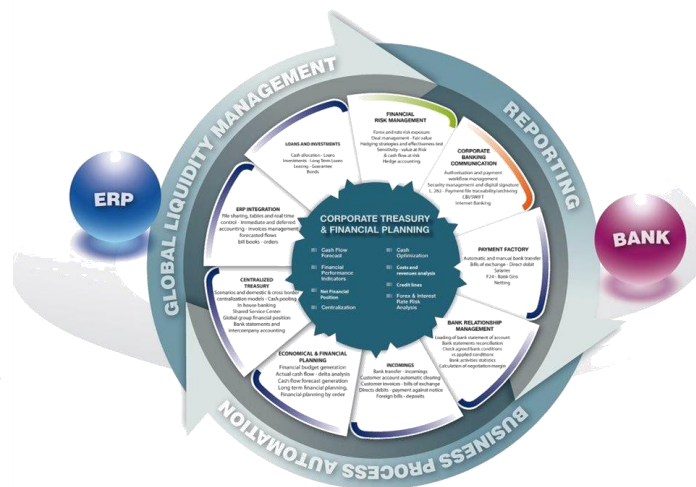 GLOBAL LIQUIDITY MANAGEMENT
REPORTING
BUSINESS PROCESS AUTOMATION
ERP
BANK
CORPORATE TREASURY
& FINANCIAL PLANNING
Cash Flow
Forecast
Financial
Performance
Indicators
Net Financial
Position
Centralization
Cash
Optimization
Costs and
revenues analysis
Credit lines
Forex & Interest
Rate Risk
Analysis
FINANCIAL
RISK MANAGEMENT
Forex and rate risk exposure
Deal management - Fair value
Hedging strategies and effectiveness test
Sensitivity - value at Risk
& cash flow at risk
Hedge accounting
CORPORATE
BANKING
COMMUNICATION
Authorisation and payment
workflow management
Security management and digital signature
L. 262 - Payment file traceability/archiving
CBI/SWIFT
Internet Banking
PAYMENT FACTORY
Automatic and manual bank transfer
Bills of exchange - Direct debit
Salaries
F24 - Bank Giro
Netting
BANK RELATIONSHIP
MANAGEMENT
Loading of bank statement of account
Bank statements reconciliation
Check agreed bank conditions
vs applied conditions
Bank activities statistics
Calculation of negotiation margin
INCOMINGS
Bank transfer - incomings
Customer account automatic clearing
Customer invoices - bills of exchange
Directs debits - payment against notice
Foreign bills - deposits
ECONOMICAL & FINANCIAL
PLANNING
Financial budget generation
Actual cash flow - delta analysis
Cash flow forecast generation
Long term financial planning,
Financial planning by order
CENTRALIZED
TREASURY
Scenarios and domestic & cross border
centralization models - Cash pooling
In house banking
Shared Service Center
Global group financial position
Bank statements and
intercompany accounting
ERP INTEGRATION
File sharing, tables and real time
control - Immediate and deferred
accounting - invoices management
forecasted flows
bill books - orders
LOANS AND INVESTMENTS
Cash allocation - Loans
Investments - Long Term Loans
Leasing - Guarantee
Bonds